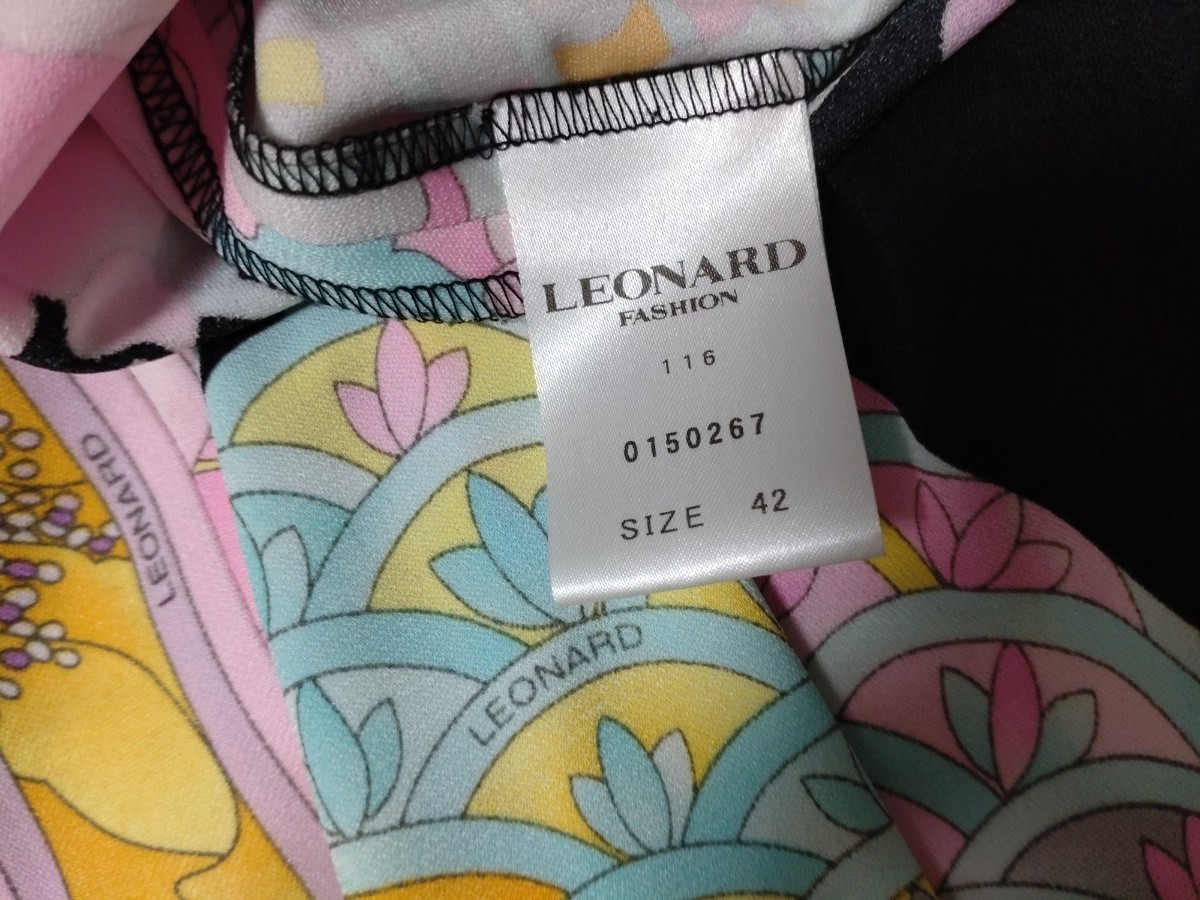 LEONARD
FASHION
116
0150267
SIZE 42
LEONARD
LEONARD